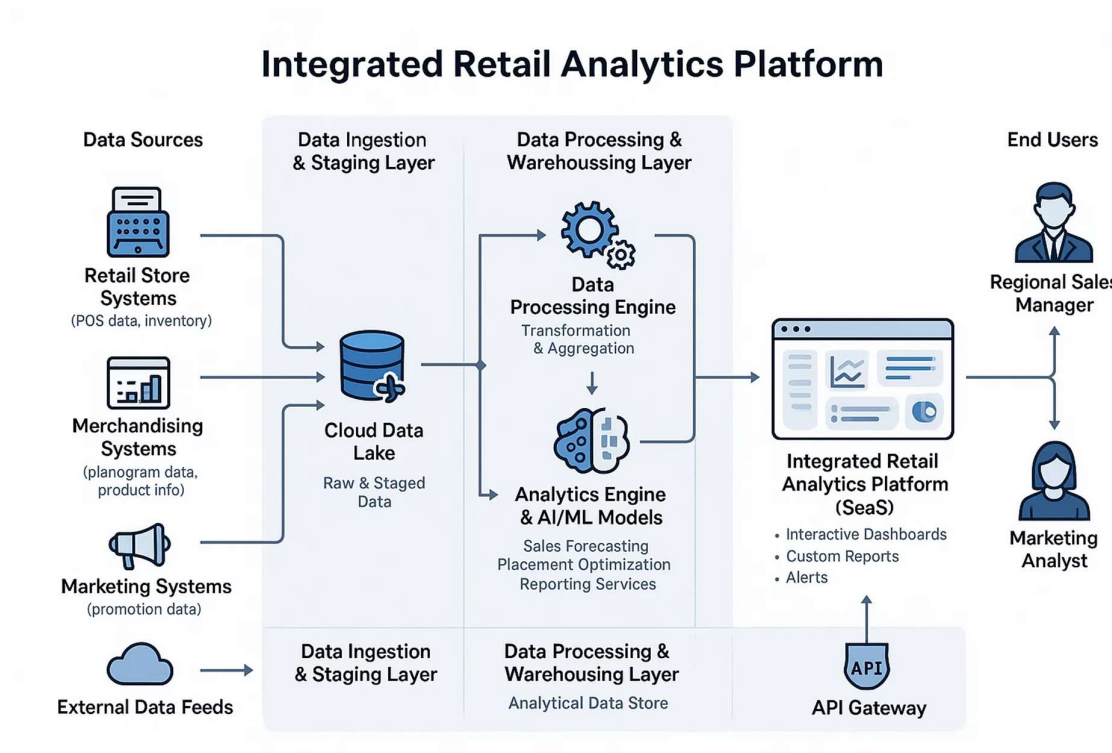 Integrated Retail Analytics Platform
Data Sources
Data Ingestion
& Staging Layer
Data Processing &
Warehoussing Layer
End Users
Retail Store
Systems
(POS data, inventory)
Merchandising
Systems
(planogram data,
product info)
Marketing Systems
(promotion data)
External Data Feeds
Cloud Data
Lake
Raw & Staged
Data
Data
Processing Engine
Transformation
& Aggregation
Analytics Engine
& AI/ML Models
Sales Forecasting
Placement Optimization
Reporting Services
Integrated Retail
Analytics Platform
(SeaS)
• Interactive Dashboards
• Custom Reports
• Alerts
Regional Sales
Manager
Marketing
Analyst
Data Ingestion
& Staging Layer
Data Processing &
Warehousing Layer
Analytical Data Store
API
API Gateway